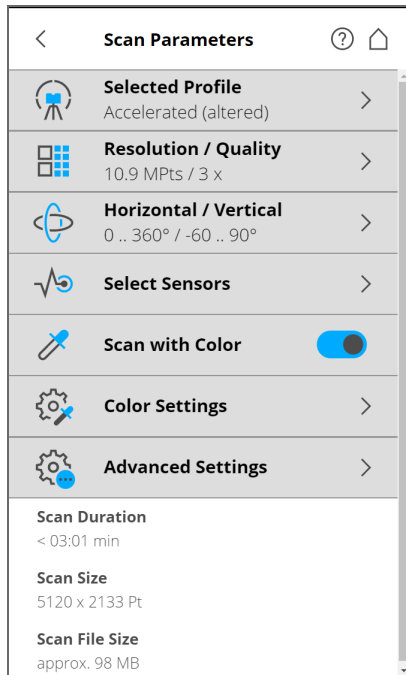 Scan Parameters
Selected Profile
Accelerated (altered)
Resolution / Quality
10.9 MPts / 3 x
Horizontal / Vertical
0 .. 360° / -60 .. 90°
Select Sensors
Scan with Color
Color Settings
Advanced Settings
Scan Duration
< 03:01 min
Scan Size
5120 x 2133 Pt
Scan File Size
approx. 98 MB